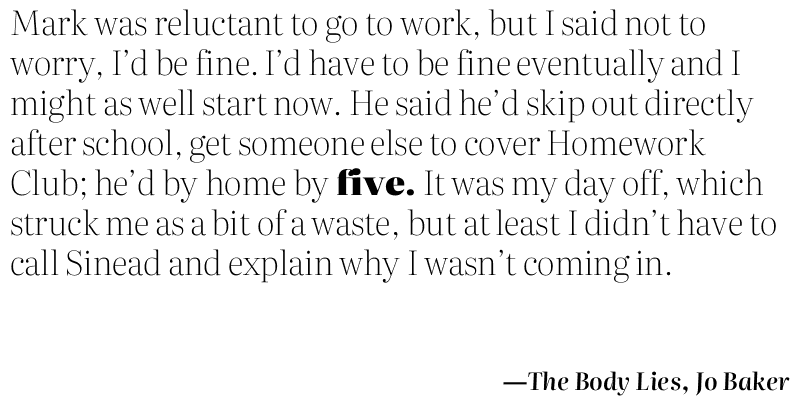 Mark was reluctant to go to work, but I said not to
worry, I’d be fine. I’d have to be fine eventually and I
might as well start now. He said he’d skip out directly
after school, get someone else to cover Homework
Club; he’d by home by five. It was my day off, which
struck me as a bit of a waste, but at least I didn’t have to
call Sinead and explain why I wasn’t coming in.
—The Body Lies, Jo Baker